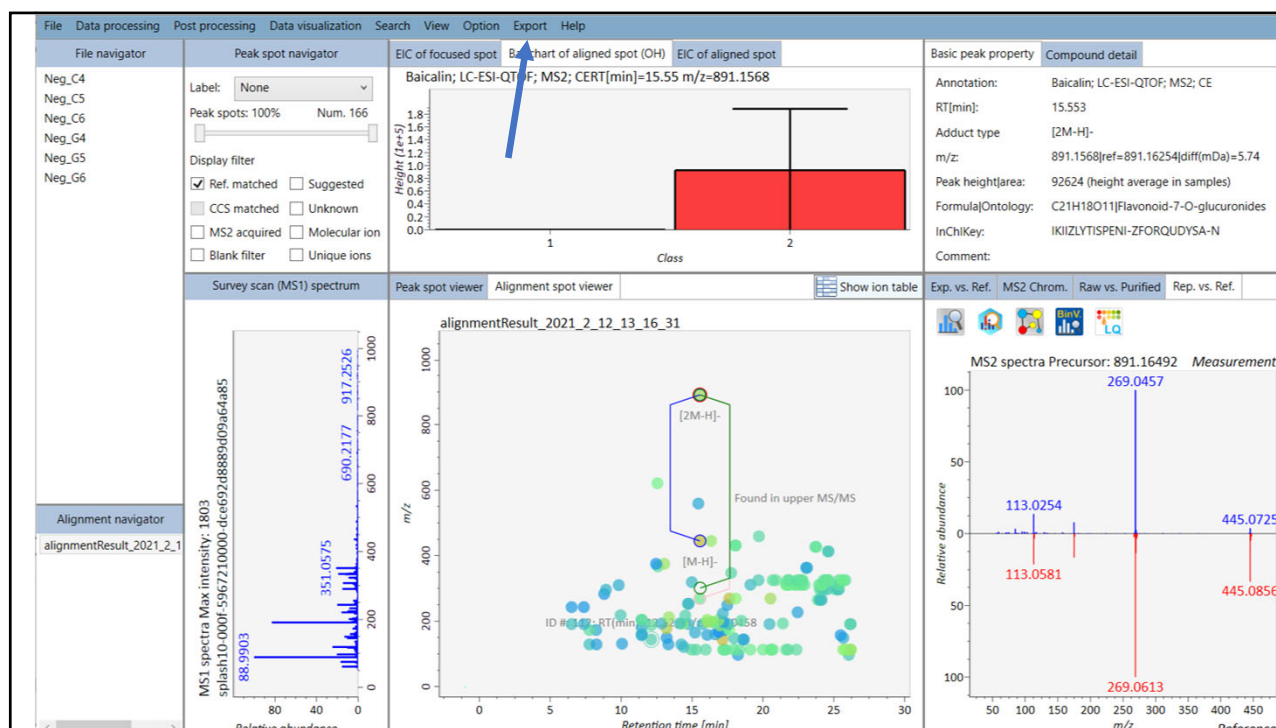 File Data processing Post processing Data visualization Search View Option Export Help
File navigator
Neg_C4
Neg_C5
Neg_C6
Neg_G4
Neg_G5
Neg_G6
Alignment navigator
alignmentResult_2021_2_1
Peak spot navigator
Label: None
Peak spots: 100% Num. 166
Display filter
Ref. matched Suggested
CCS matched Unknown
MS2 acquired Molecular ion
Blank filter Unique ions
Survey scan (MS1) spectrum
MS1 spectra Max intensity: 1803
splash10-000f-5967210000-dce692d8889d09a64a85
917.2526
690.2177
351.0575
88.9903
1000
800
600
400
200
0
80 40 0
Relative abundance
EIC of focused spot Bar chart of aligned spot (OH) EIC of aligned spot
Baicalin; LC-ESI-QTOF; MS2; CERT[min]=15.55 m/z=891.1568
Height (1e+5)
1.8
1.6
1.4
1.2
1.0
0.8
0.6
0.4
0.2
0.0
1 2
Class
Peak spot viewer Alignment spot viewer Show ion table
alignmentResult_2021_2_12_13_16_31
m/z
1000
800
600
400
200
0
[2M-H]-
Found in upper MS/MS
[M-H]-
0 5 10 15 20 25 30
Retention time [min]
Basic peak property Compound detail
Annotation: Baicalin; LC-ESI-QTOF; MS2; CE
RT[min]: 15.553
Adduct type [2M-H]-
m/z: 891.1568|ref=891.16254|diff(mDa)=5.74
Peak height|area: 92624 (height average in samples)
Formula|Ontology: C21H18O11|Flavonoid-7-O-glucuronides
InChIKey: IKIIZLYTISPENI-ZFORQUDYSA-N
Comment:
Exp. vs. Ref. MS2 Chrom. Raw vs. Purified Rep. vs. Ref.
BinV.
LQ
MS2 spectra Precursor: 891.16492 Measurement
Relative abundance
100
50
0
50
100
269.0457
113.0254
445.0725
113.0581
445.0856
269.0613
50 100 150 200 250 300 350 400 450
m/z Reference